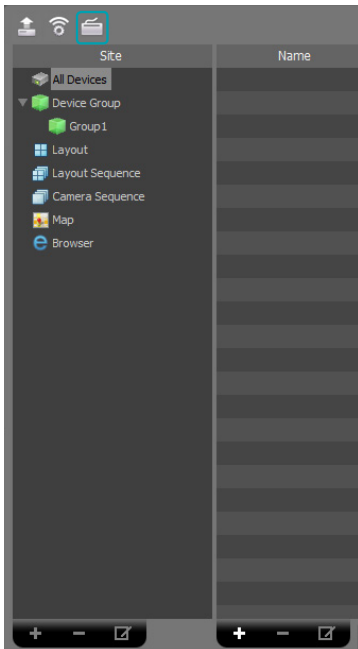 Site
Name
All Devices
Device Group
Group1
Layout
Layout Sequence
Camera Sequence
Map
Browser